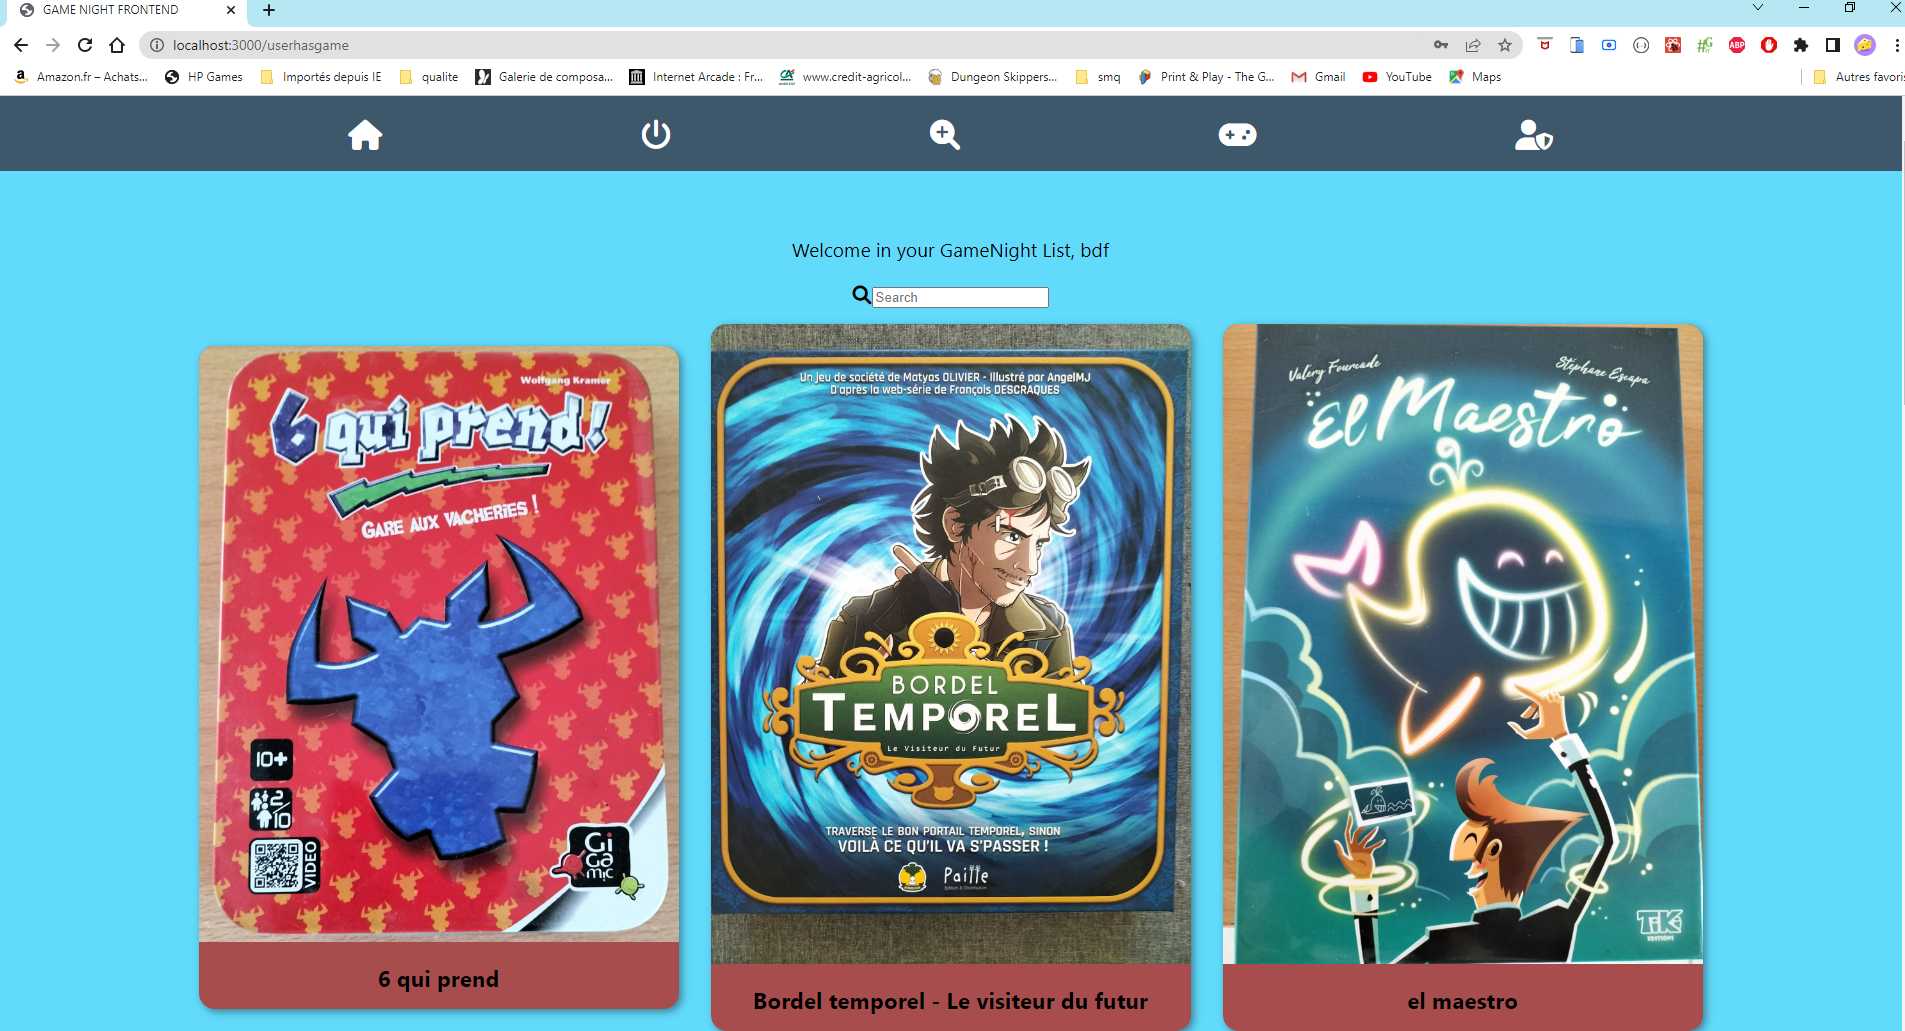 GAME NIGHT FRONTEND
localhost:3000/userhasgame
Amazon.fr – Achats...
HP Games
Importés depuis IE
qualite
Galerie de composa...
Internet Arcade : Fr...
www.credit-agricol...
Dungeon Skippers...
smq
Print & Play - The G...
Gmail
YouTube
Maps
Autres favoris
Welcome in your GameNight List, bdf
Search
Wolfgang Kramer
6 qui prend!
GARE AUX VACHERIES !
10+
2/10
VIDEO
GiGAMiC
6 qui prend
Un jeu de société de Matyas OLIVIER - Illustré par AngelMJ
D'après la web-série de François DESCRAQUES
BORDEL
TEMPOREL
Le Visiteur du Futur
TRAVERSE LE BON PORTAIL TEMPOREL, SINON
VOILÀ CE QU'IL VA S'PASSER !
Paille
Bordel temporel - Le visiteur du futur
Valéry Fourcade
Stéphane Escapa
El Maestro
TiKi
EDITIONS
el maestro